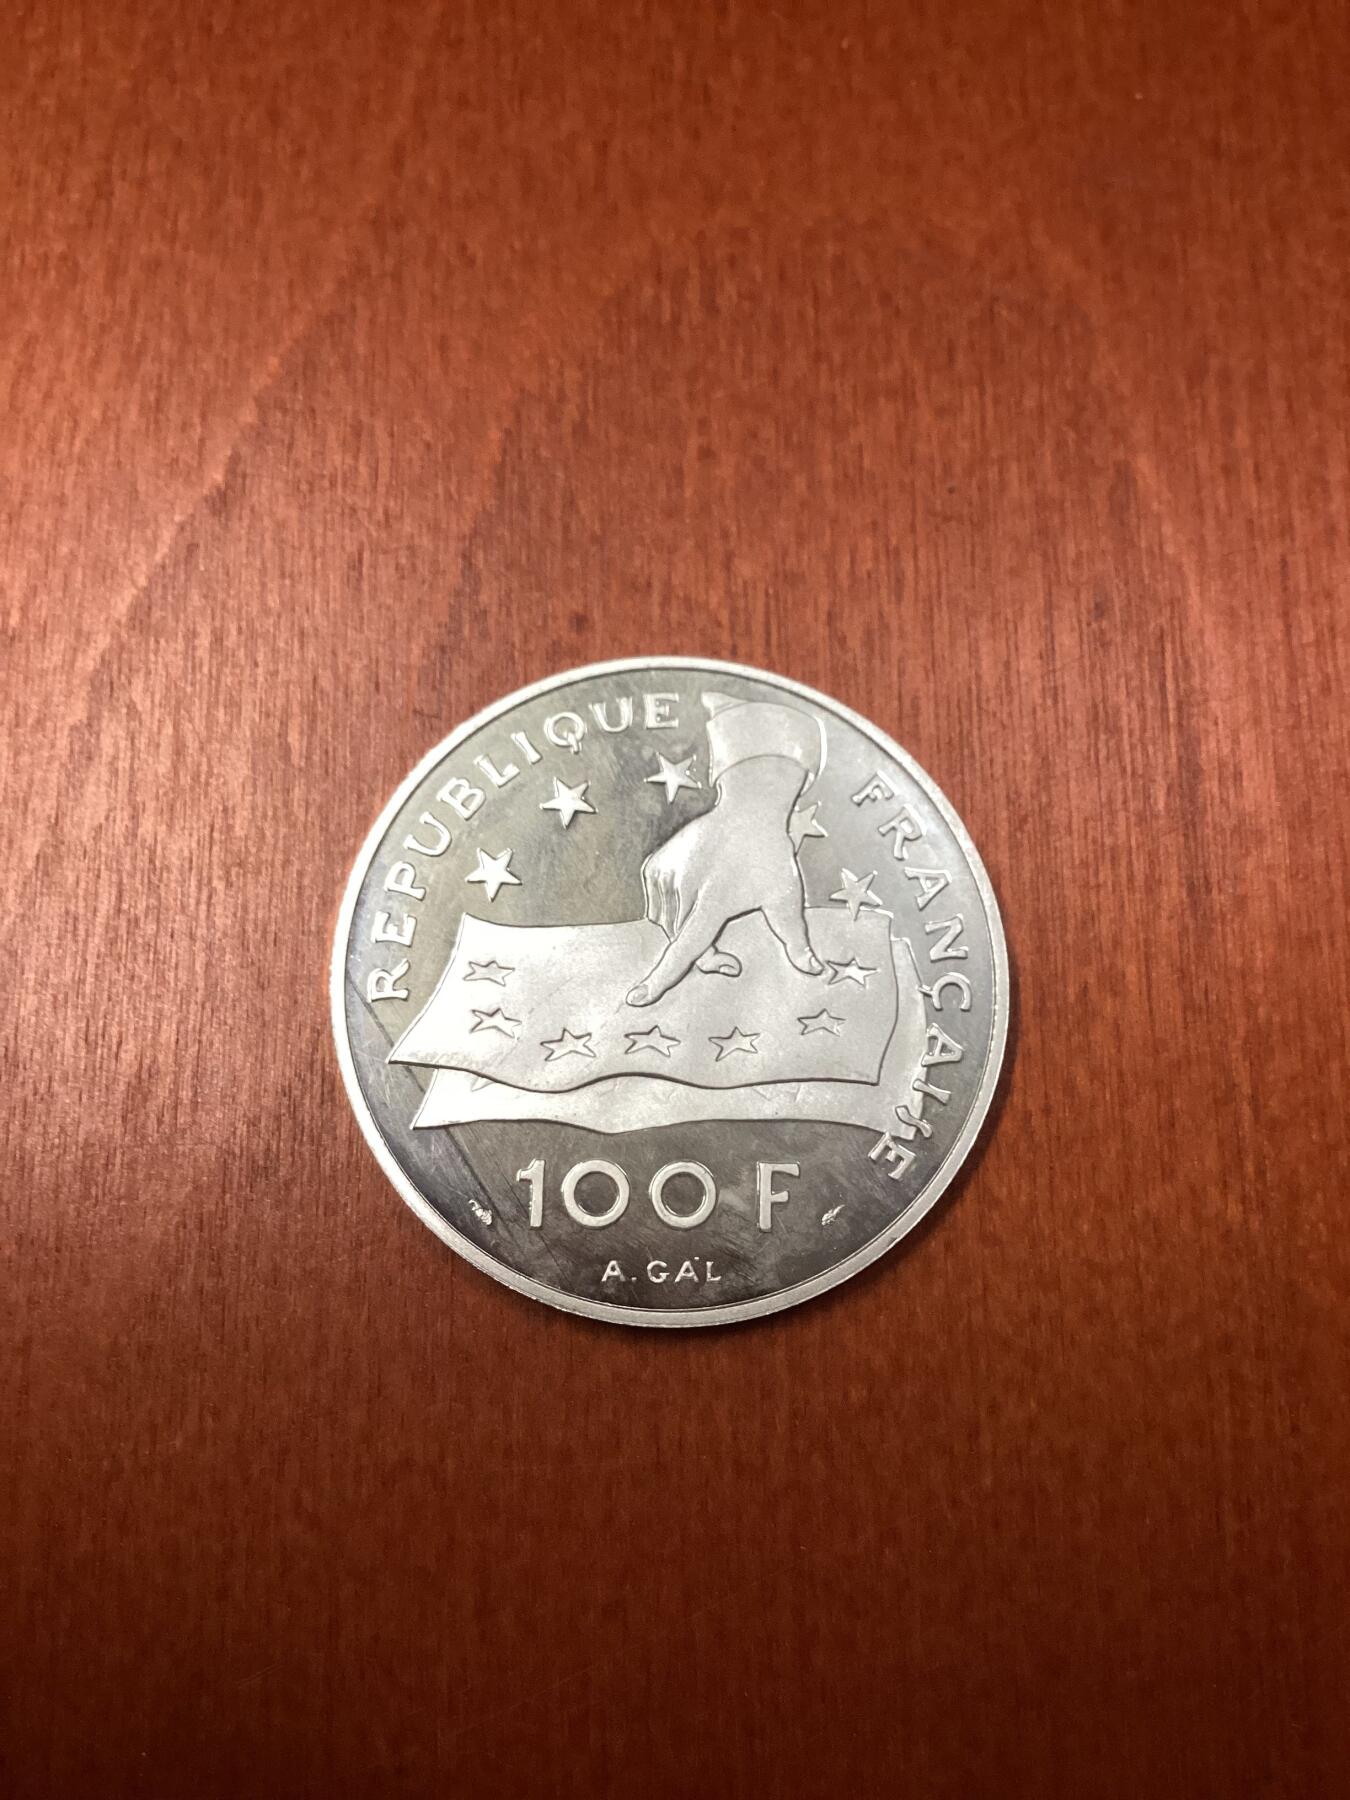 REPUBLIQUE FRANÇAISE
100 F
A. GAL